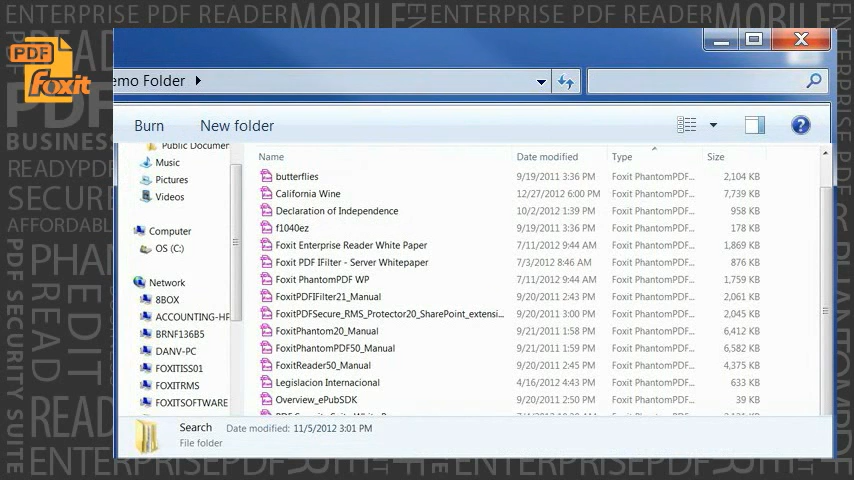 ENTERPRISE PDF READER MOBILE
READ
PDF
BUSINESS
READYPDF
SECURE
AFFORDABLE
PHANTOM
READ
EDIT
PDF SECURITY SUITE
READ
ENTERPRISEPDF READER
ENTERPRISEPDF READER
PHANTOMPDF
PDF
foxit
emo Folder
Burn
New folder
Public Documen
Music
Pictures
Videos
Computer
OS (C:)
Network
8BOX
ACCOUNTING-HP
BRNF136B5
DANV-PC
FOXITISS01
FOXITRMS
FOXITSOFTWARE
Name Date modified Type Size
butterflies 9/19/2011 3:36 PM Foxit PhantomPDF... 2,104 KB
California Wine 12/27/2012 6:00 PM Foxit PhantomPDF... 7,739 KB
Declaration of Independence 10/2/2012 1:39 PM Foxit PhantomPDF... 958 KB
f1040ez 9/19/2011 3:36 PM Foxit PhantomPDF... 178 KB
Foxit Enterprise Reader White Paper 7/11/2012 9:44 AM Foxit PhantomPDF... 1,869 KB
Foxit PDF IFilter - Server Whitepaper 7/3/2012 8:46 AM Foxit PhantomPDF... 876 KB
Foxit PhantomPDF WP 7/11/2012 9:44 AM Foxit PhantomPDF... 1,759 KB
FoxitPDFIFilter21_Manual 9/20/2011 2:43 PM Foxit PhantomPDF... 2,061 KB
FoxitPDFSecure_RMS_Protector20_SharePoint_extensi... 9/20/2011 3:00 PM Foxit PhantomPDF... 2,045 KB
FoxitPhantom20_Manual 9/21/2011 1:58 PM Foxit PhantomPDF... 6,412 KB
FoxitPhantomPDF50_Manual 9/21/2011 1:59 PM Foxit PhantomPDF... 6,582 KB
FoxitReader50_Manual 9/20/2011 2:45 PM Foxit PhantomPDF... 4,375 KB
Legislacion Internacional 4/16/2012 4:43 PM Foxit PhantomPDF... 633 KB
Overview_ePubSDK 9/20/2011 2:50 PM Foxit PhantomPDF... 39 KB
Search Date modified: 11/5/2012 3:01 PM
File folder